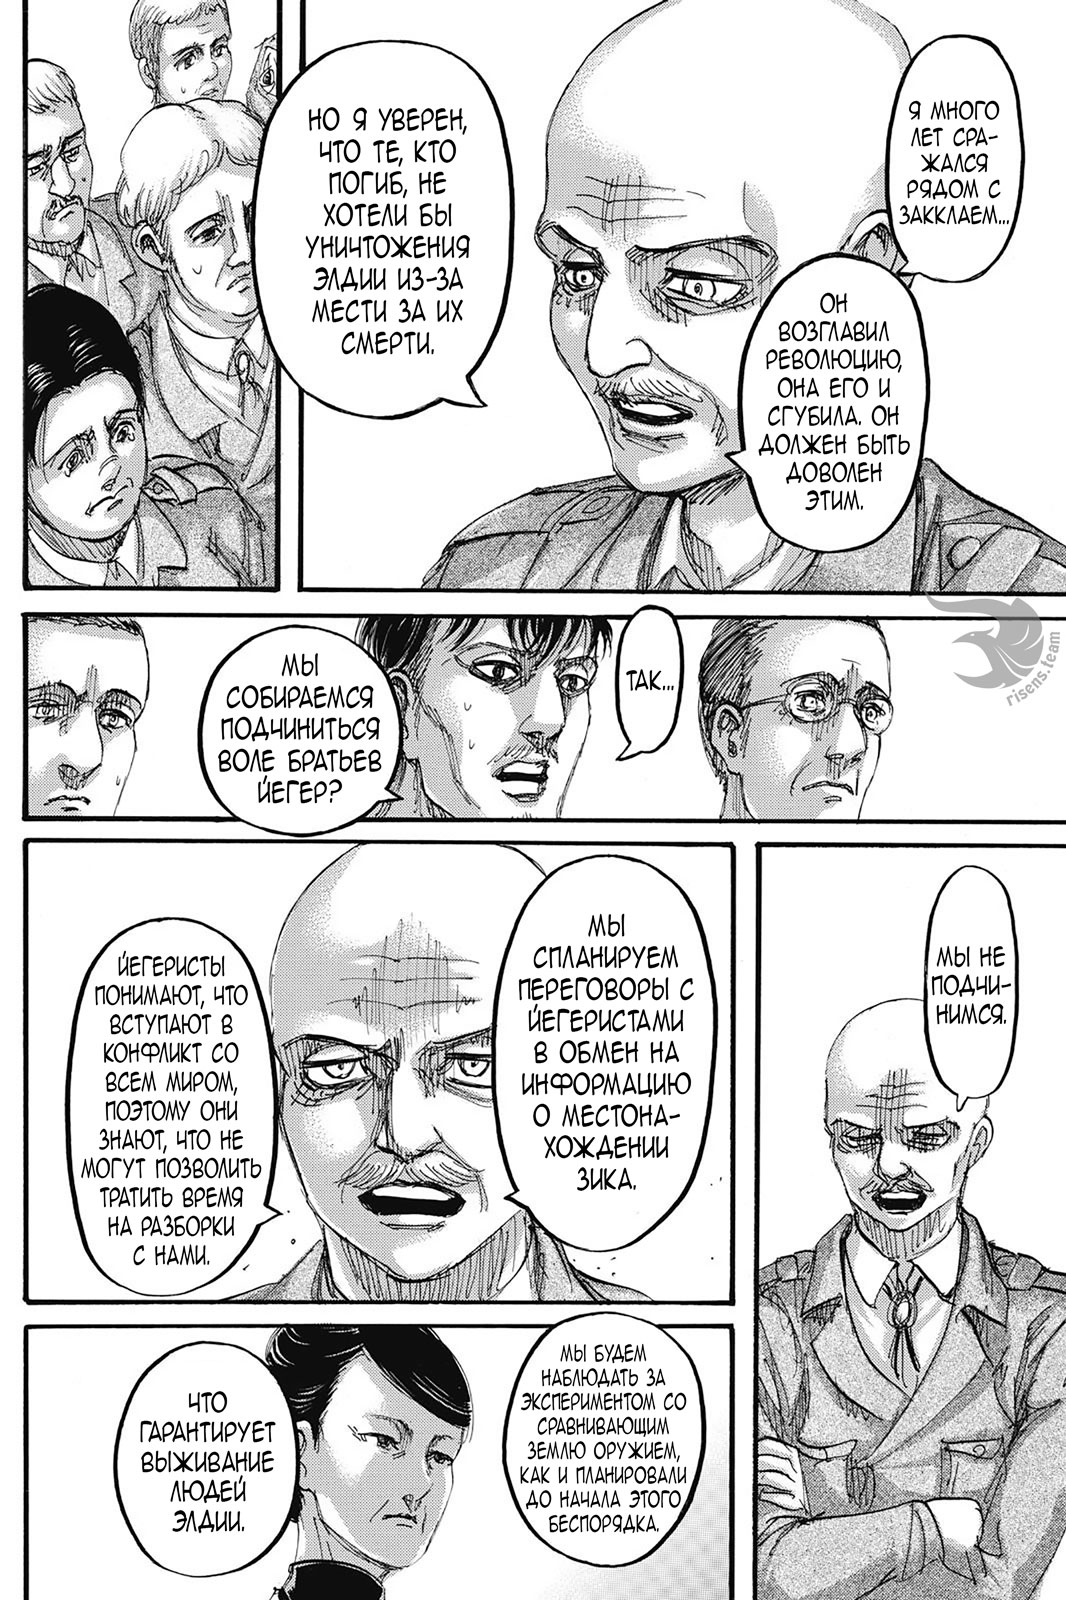 Я МНОГО
ЛЕТ СРА-
ЖАЛСЯ
РЯДОМ С
ЗАККЛАЕМ...
ОН
ВОЗГЛАВИЛ
РЕВОЛЮЦИЮ,
ОНА ЕГО И
СГУБИЛА. ОН
ДОЛЖЕН БЫТЬ
ДОВОЛЕН
ЭТИМ.
НО Я УВЕРЕН,
ЧТО ТЕ, КТО
ПОГИБ, НЕ
ХОТЕЛИ БЫ
УНИЧТОЖЕНИЯ
ЭЛДИИ ИЗ-ЗА
МЕСТИ ЗА ИХ
СМЕРТИ.
risens.team
ТАК...
МЫ
СОБИРАЕМСЯ
ПОДЧИНИТЬСЯ
ВОЛЕ БРАТЬЕВ
ЙЕГЕР?
МЫ НЕ
ПОДЧИ-
НИМСЯ.
МЫ
СПЛАНИРУЕМ
ПЕРЕГОВОРЫ С
ЙЕГЕРИСТАМИ
В ОБМЕН НА
ИНФОРМАЦИЮ
О МЕСТОНА-
ХОЖДЕНИИ
ЗИКА.
ЙЕГЕРИСТЫ
ПОНИМАЮТ, ЧТО
ВСТУПАЮТ В
КОНФЛИКТ СО
ВСЕМ МИРОМ,
ПОЭТОМУ ОНИ
ЗНАЮТ, ЧТО НЕ
МОГУТ ПОЗВОЛИТЬ
ТРАТИТЬ ВРЕМЯ
НА РАЗБОРКИ
С НАМИ.
МЫ БУДЕМ
НАБЛЮДАТЬ ЗА
ЭКСПЕРИМЕНТОМ СО
СРАВНИВАЮЩИМ
ЗЕМЛЮ ОРУЖИЕМ,
КАК И ПЛАНИРОВАЛИ
ДО НАЧАЛА ЭТОГО
БЕСПОРЯДКА.
ЧТО
ГАРАНТИРУЕТ
ВЫЖИВАНИЕ
ЛЮДЕЙ
ЭЛДИИ.